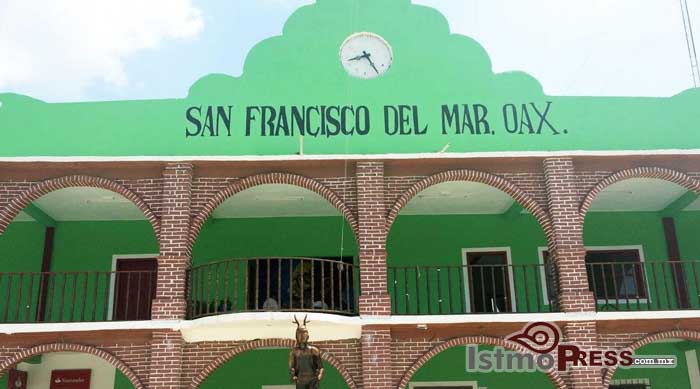 SAN FRANCISCO DEL MAR. OAX.
IstmoPRESS
.com.mx